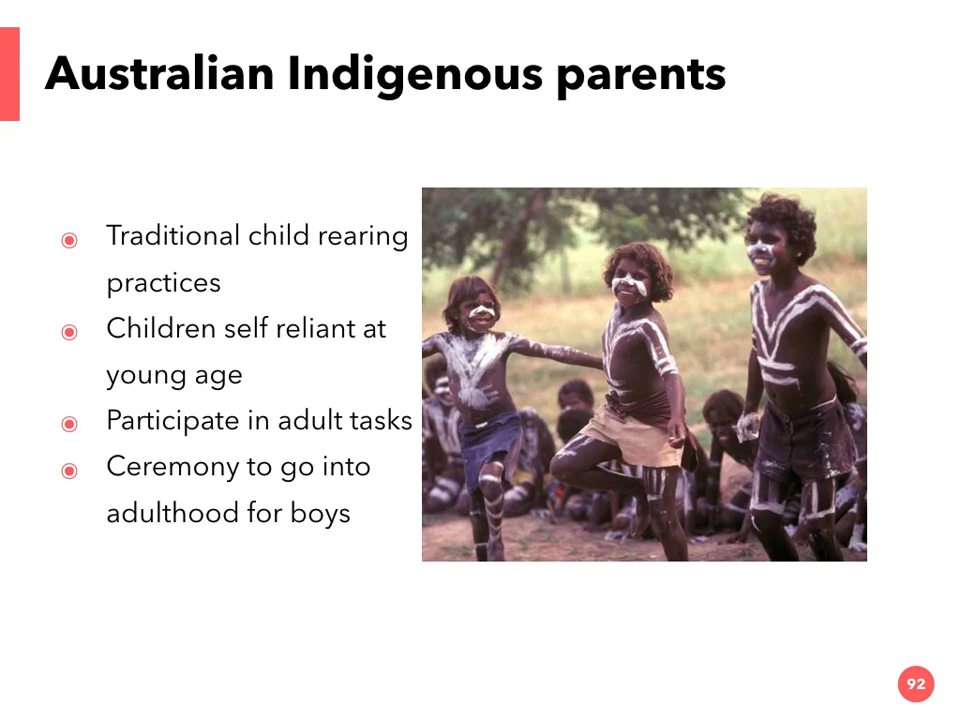 Australian Indigenous parents
Traditional child rearing
practices
Children self reliant at
young age
Participate in adult tasks
Ceremony to go into
adulthood for boys
92